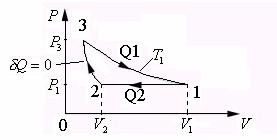 P
3
P₃
Q1
T₁
δQ = 0
P₁
2
Q2
1
0
V₂
V₁
V